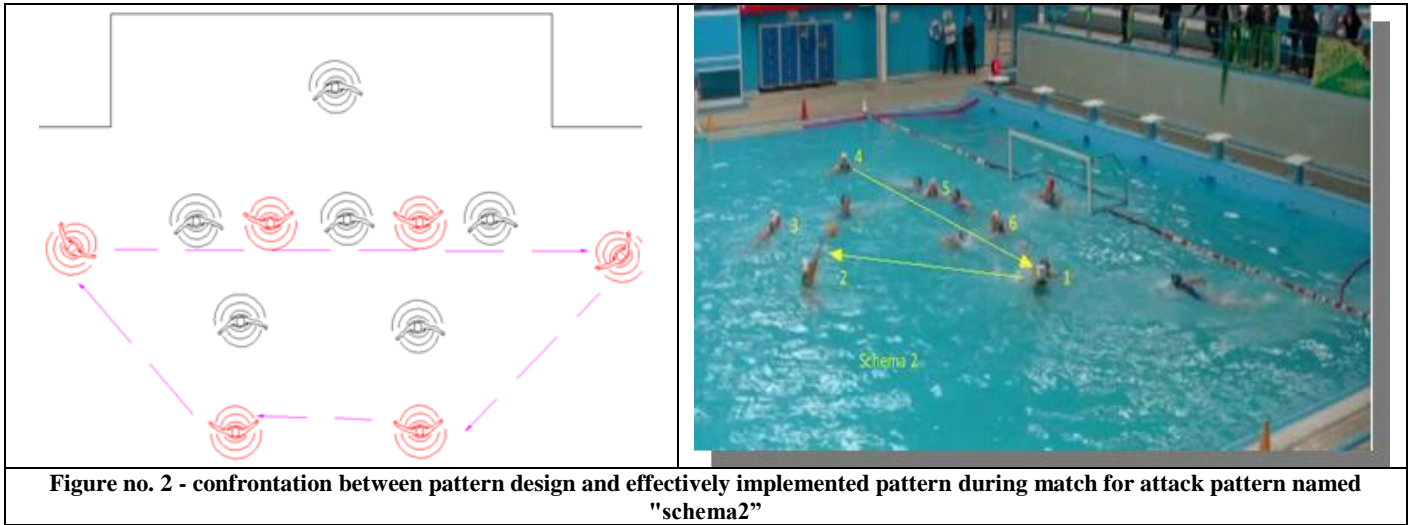 4
5
3
6
2
1
Schema 2
Figure no. 2 - confrontation between pattern design and effectively implemented pattern during match for attack pattern named
"schema2”